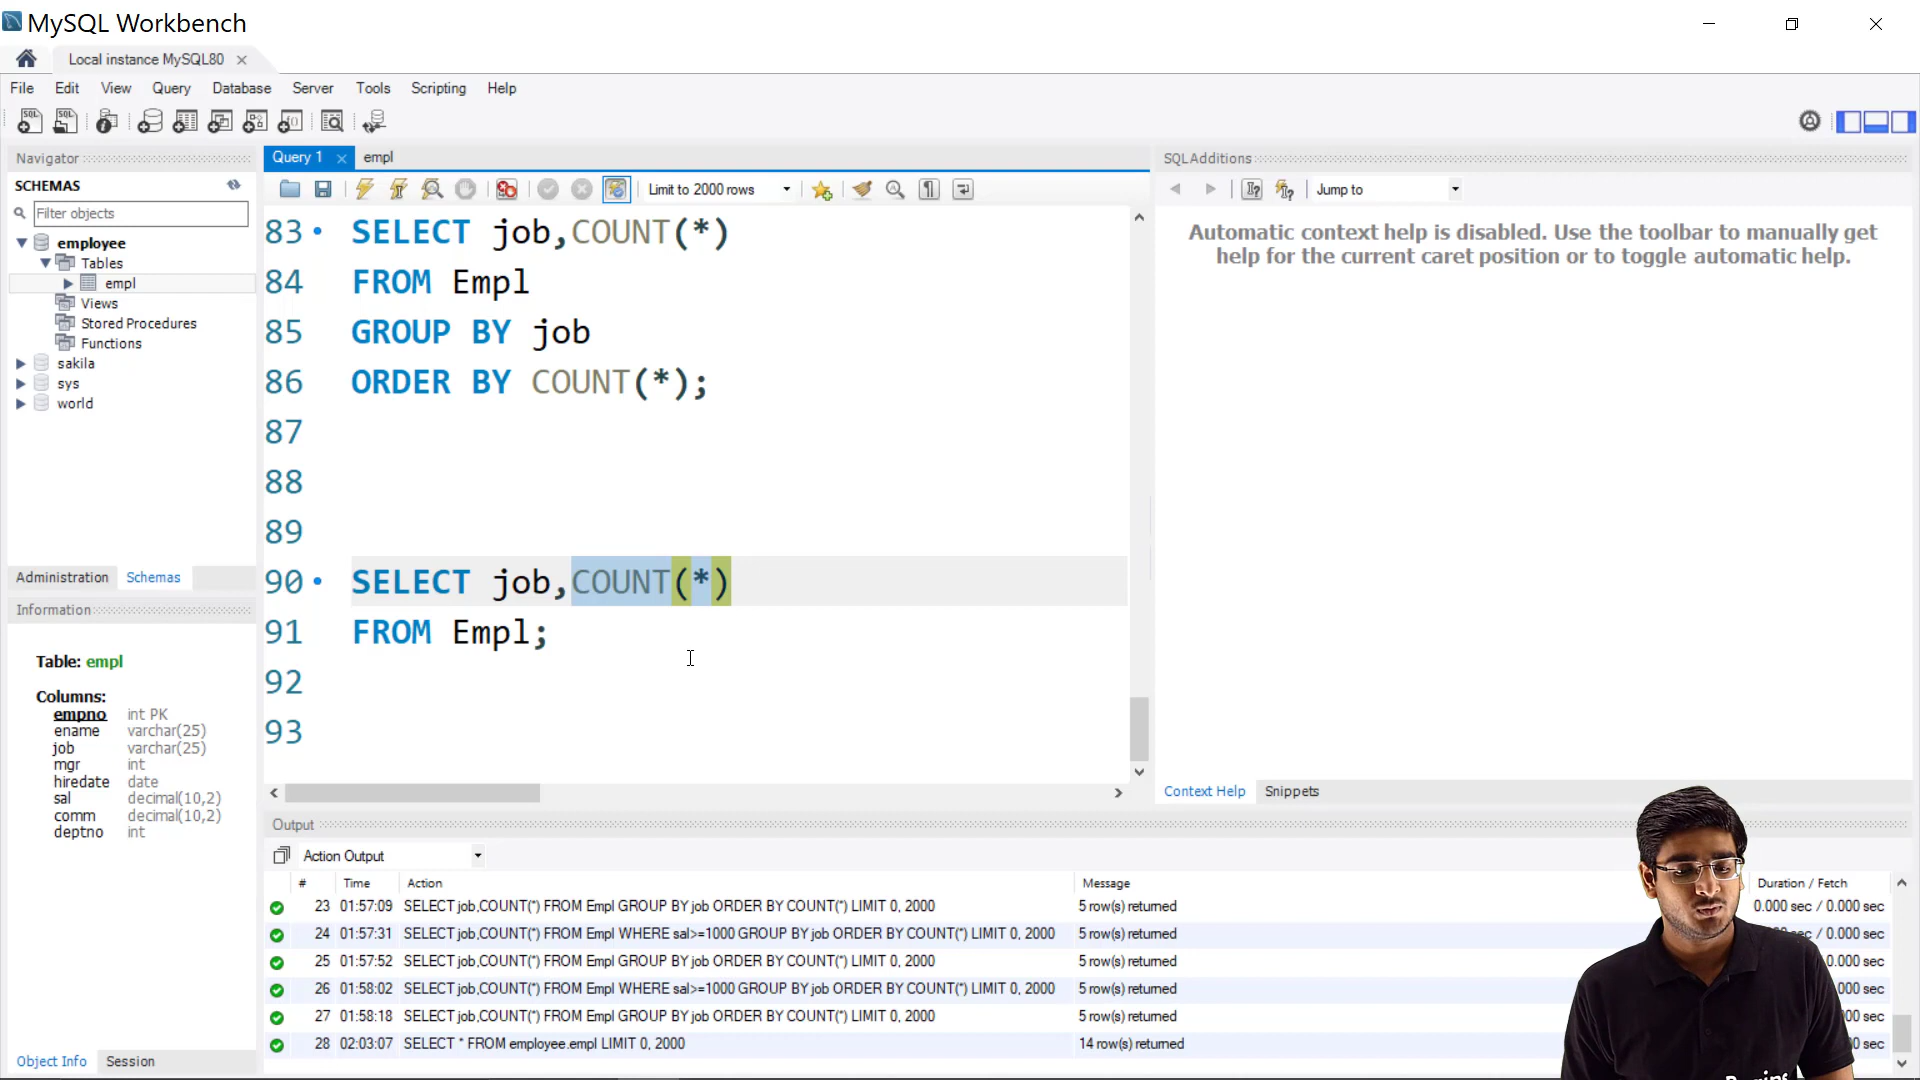 MySQL Workbench
Local instance MySQL80
File Edit View Query Database Server Tools Scripting Help
Navigator
SCHEMAS
Filter objects
employee
Tables
empl
Views
Stored Procedures
Functions
sakila
sys
world
Administration Schemas
Information
Table: empl
Columns:
empno int PK
ename varchar(25)
job varchar(25)
mgr int
hiredate date
sal decimal(10,2)
comm decimal(10,2)
deptno int
Object Info Session
Query 1 empl
Limit to 2000 rows
83 SELECT job,COUNT(*)
84 FROM Empl
85 GROUP BY job
86 ORDER BY COUNT(*);
87
88
89
90 SELECT job,COUNT(*)
91 FROM Empl;
92
93
SQLAdditions
Jump to
Automatic context help is disabled. Use the toolbar to manually get
help for the current caret position or to toggle automatic help.
Context Help Snippets
Output
Action Output
# Time Action Message Duration / Fetch
23 01:57:09 SELECT job,COUNT(*) FROM Empl GROUP BY job ORDER BY COUNT(*) LIMIT 0, 2000 5 row(s) returned 0.000 sec / 0.000 sec
24 01:57:31 SELECT job,COUNT(*) FROM Empl WHERE sal>=1000 GROUP BY job ORDER BY COUNT(*) LIMIT 0, 2000 5 row(s) returned sec / 0.000 sec
25 01:57:52 SELECT job,COUNT(*) FROM Empl GROUP BY job ORDER BY COUNT(*) LIMIT 0, 2000 5 row(s) returned 0.000 sec
26 01:58:02 SELECT job,COUNT(*) FROM Empl WHERE sal>=1000 GROUP BY job ORDER BY COUNT(*) LIMIT 0, 2000 5 row(s) returned sec
27 01:58:18 SELECT job,COUNT(*) FROM Empl GROUP BY job ORDER BY COUNT(*) LIMIT 0, 2000 5 row(s) returned sec
28 02:03:07 SELECT * FROM employee.empl LIMIT 0, 2000 14 row(s) returned sec